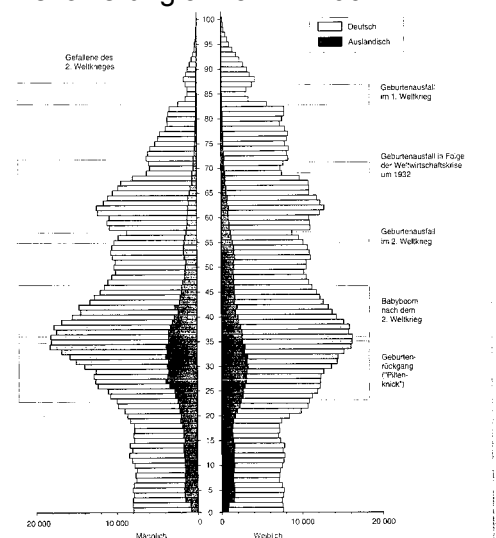 Deutsch
Ausländisch
Gefallene des
2. Weltkrieges
Geburtenausfall
im 1. Weltkrieg
Geburtenausfall in Folge
der Weltwirtschaftskrise
um 1932
Geburtenausfall
im 2. Weltkrieg
Babyboom
nach dem
2. Weltkrieg
Geburten-
rückgang
("Pillen-
knick")
100
95
90
85
80
75
70
65
60
55
50
45
40
35
30
25
20
15
10
5
0
20 000 10 000 0 0 10 000 20 000
Männlich Weiblich